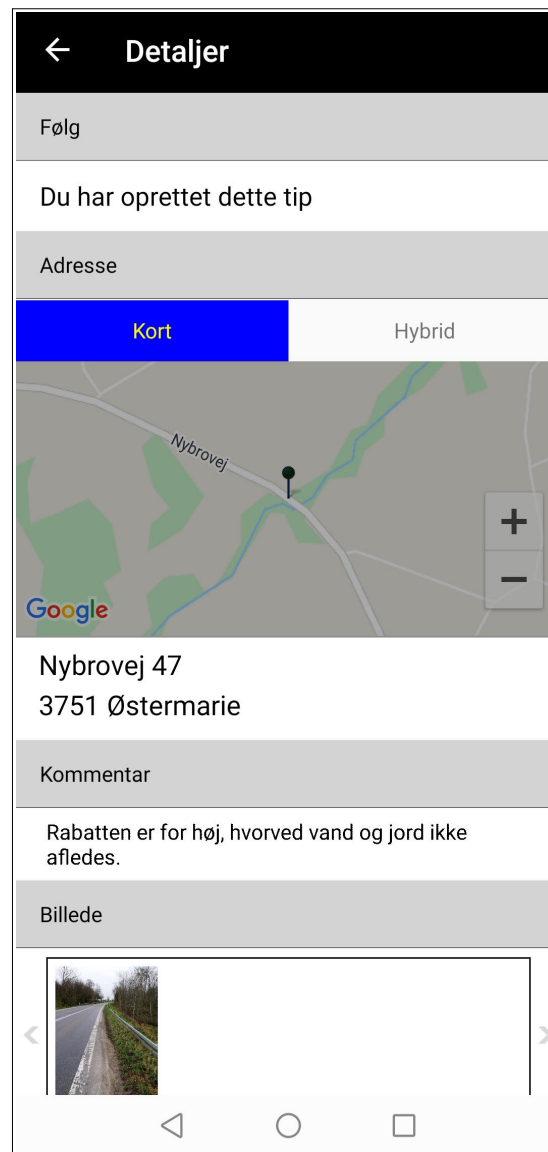 Detaljer
Følg
Du har oprettet dette tip
Adresse
Kort
Hybrid
Nybrovej
Google
Nybrovej 47
3751 Østermarie
Kommentar
Rabatten er for høj, hvorved vand og jord ikke
afledes.
Billede